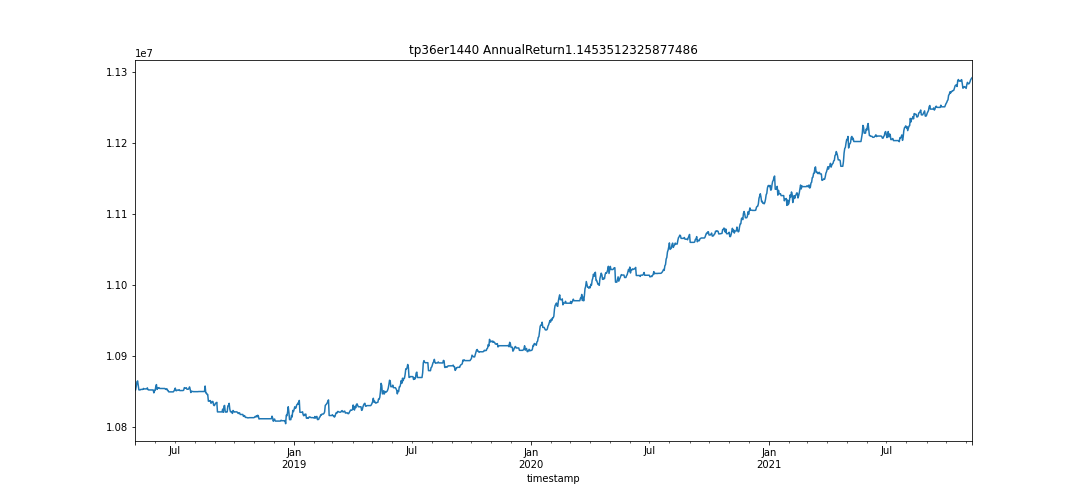 tp36er1440 AnnualReturn1.1453512325877486
1e7
1.13
1.12
1.11
1.10
1.09
1.08
Jul
Jan
2019
Jul
Jan
2020
Jul
Jan
2021
Jul
timestamp